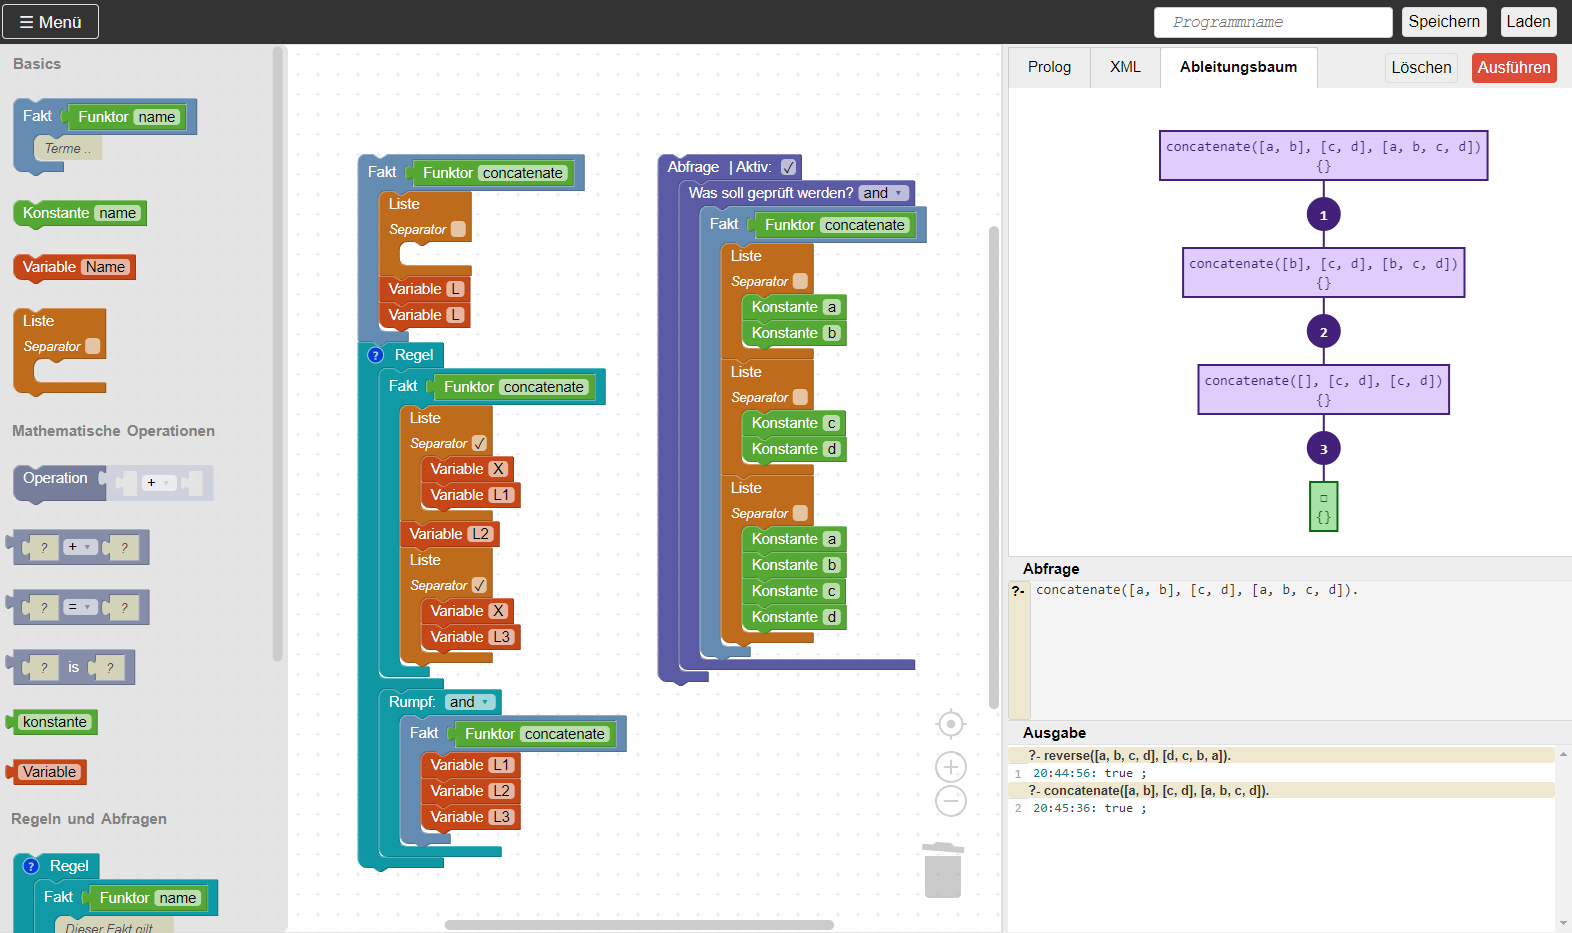 ☰ Menü
Programmname
Speichern
Laden
Basics
Fakt Funktor name
Terme ..
Konstante name
Variable Name
Liste
Separator
Mathematische Operationen
Operation +
? + ?
? = ?
? is ?
konstante
Variable
Regeln und Abfragen
? Regel
Fakt Funktor name
Dieser Fakt gilt
Fakt Funktor concatenate
Liste
Separator
Variable L
Variable L
? Regel
Fakt Funktor concatenate
Liste
Separator ✓
Variable X
Variable L1
Variable L2
Liste
Separator ✓
Variable X
Variable L3
Rumpf: and
Fakt Funktor concatenate
Variable L1
Variable L2
Variable L3
Abfrage | Aktiv: ✓
Was soll geprüft werden? and
Fakt Funktor concatenate
Liste
Separator
Konstante a
Konstante b
Liste
Separator
Konstante c
Konstante d
Liste
Separator
Konstante a
Konstante b
Konstante c
Konstante d
Prolog
XML
Ableitungsbaum
Löschen
Ausführen
concatenate([a, b], [c, d], [a, b, c, d])
{}
1
concatenate([b], [c, d], [b, c, d])
{}
2
concatenate([], [c, d], [c, d])
{}
3
□
{}
Abfrage
?- concatenate([a, b], [c, d], [a, b, c, d]).
Ausgabe
?- reverse([a, b, c, d], [d, c, b, a]).
1 20:44:56: true ;
?- concatenate([a, b], [c, d], [a, b, c, d]).
2 20:45:36: true ;